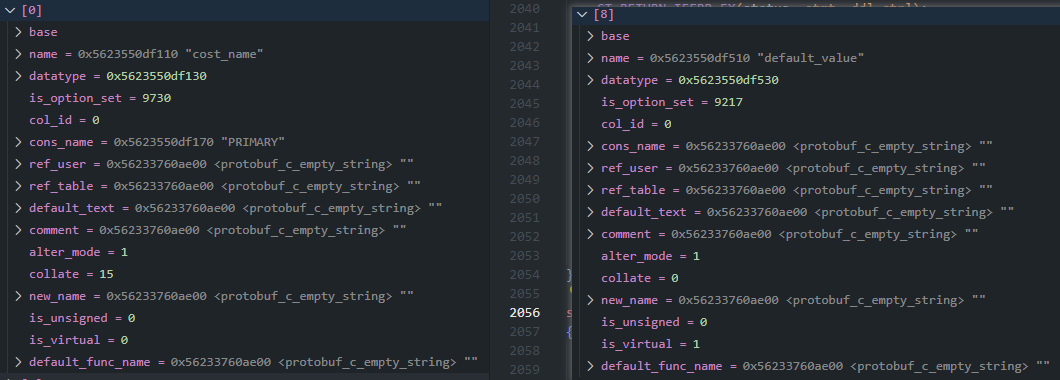 [0]
base
name = 0x5623550df110 "cost_name"
datatype = 0x5623550df130
is_option_set = 9730
col_id = 0
cons_name = 0x5623550df170 "PRIMARY"
ref_user = 0x56233760ae00 <protobuf_c_empty_string> ""
ref_table = 0x56233760ae00 <protobuf_c_empty_string> ""
default_text = 0x56233760ae00 <protobuf_c_empty_string> ""
comment = 0x56233760ae00 <protobuf_c_empty_string> ""
alter_mode = 1
collate = 15
new_name = 0x56233760ae00 <protobuf_c_empty_string> ""
is_unsigned = 0
is_virtual = 0
default_func_name = 0x56233760ae00 <protobuf_c_empty_string> ""
2040
2041
2042
2043
2044
2045
2046
2047
2048
2049
2050
2051
2052
2053
2054 }
2055
2056 s
2057 {
2058
2059
[8]
base
name = 0x5623550df510 "default_value"
datatype = 0x5623550df530
is_option_set = 9217
col_id = 0
cons_name = 0x56233760ae00 <protobuf_c_empty_string> ""
ref_user = 0x56233760ae00 <protobuf_c_empty_string> ""
ref_table = 0x56233760ae00 <protobuf_c_empty_string> ""
default_text = 0x56233760ae00 <protobuf_c_empty_string> ""
comment = 0x56233760ae00 <protobuf_c_empty_string> ""
alter_mode = 1
collate = 0
new_name = 0x56233760ae00 <protobuf_c_empty_string> ""
is_unsigned = 0
is_virtual = 1
default_func_name = 0x56233760ae00 <protobuf_c_empty_string> ""